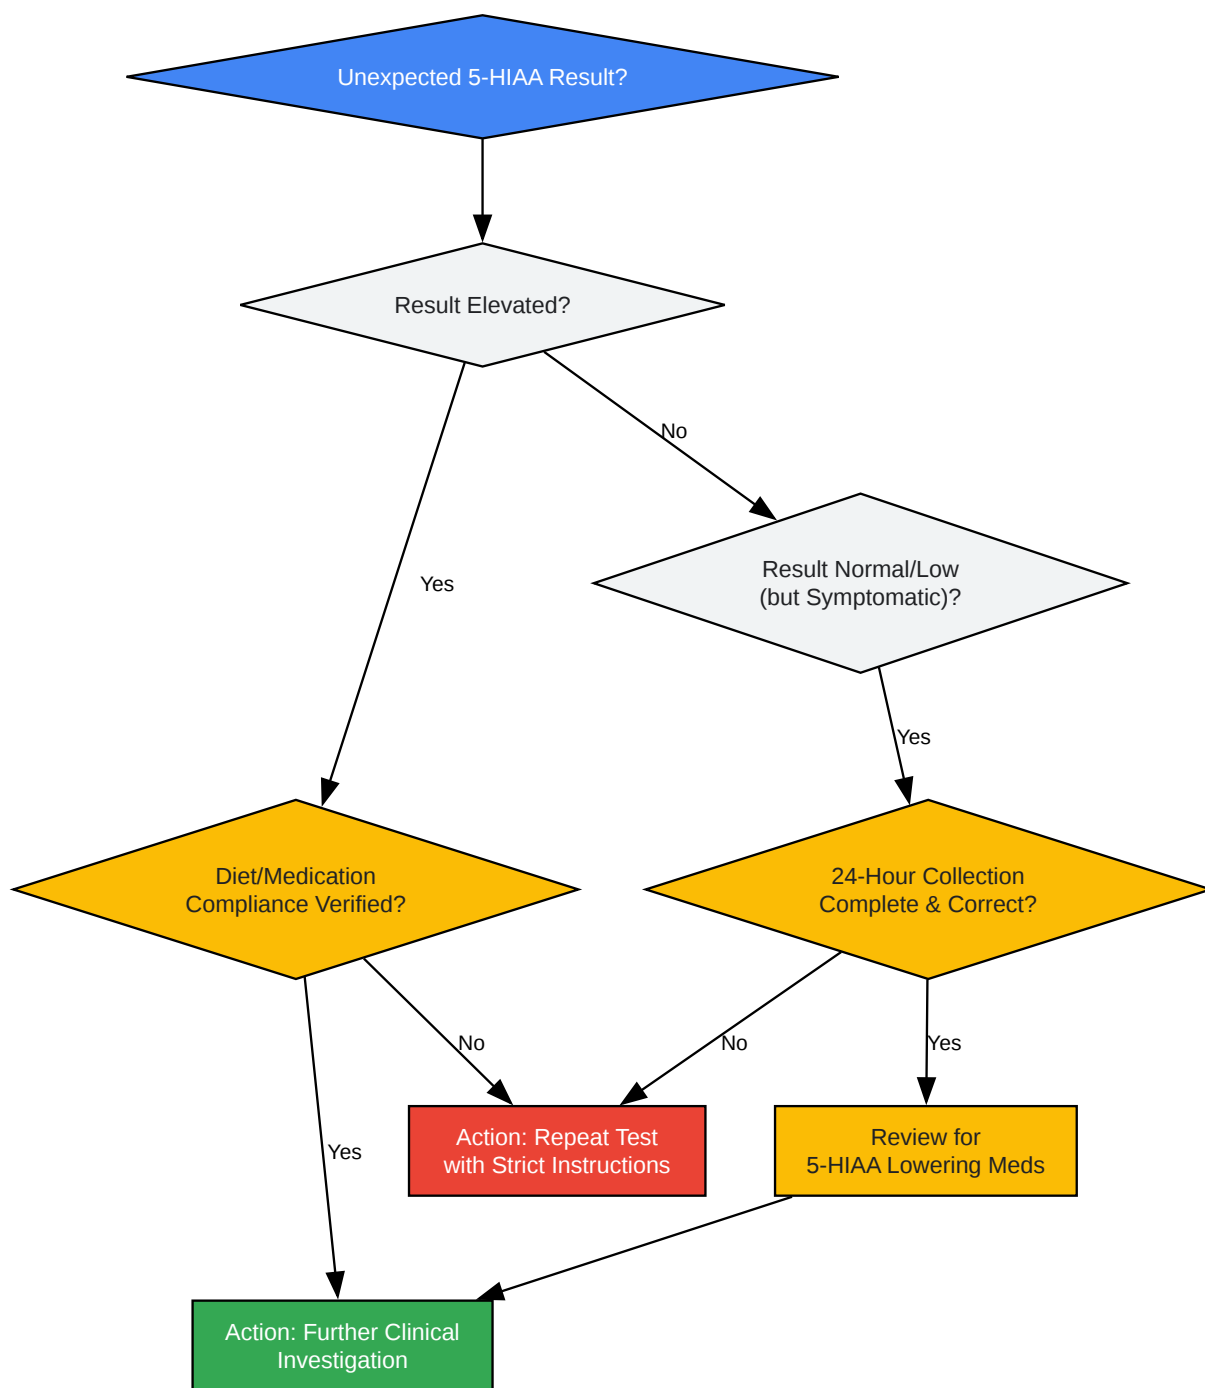 Unexpected 5-HIAA Result?
Result Elevated?
No
Result Normal/Low
(but Symptomatic)?
Yes
Yes
Diet/Medication
Compliance Verified?
24-Hour Collection
Complete & Correct?
No
No
Yes
Action: Repeat Test
with Strict Instructions
Review for
5-HIAA Lowering Meds
Yes
Action: Further Clinical
Investigation